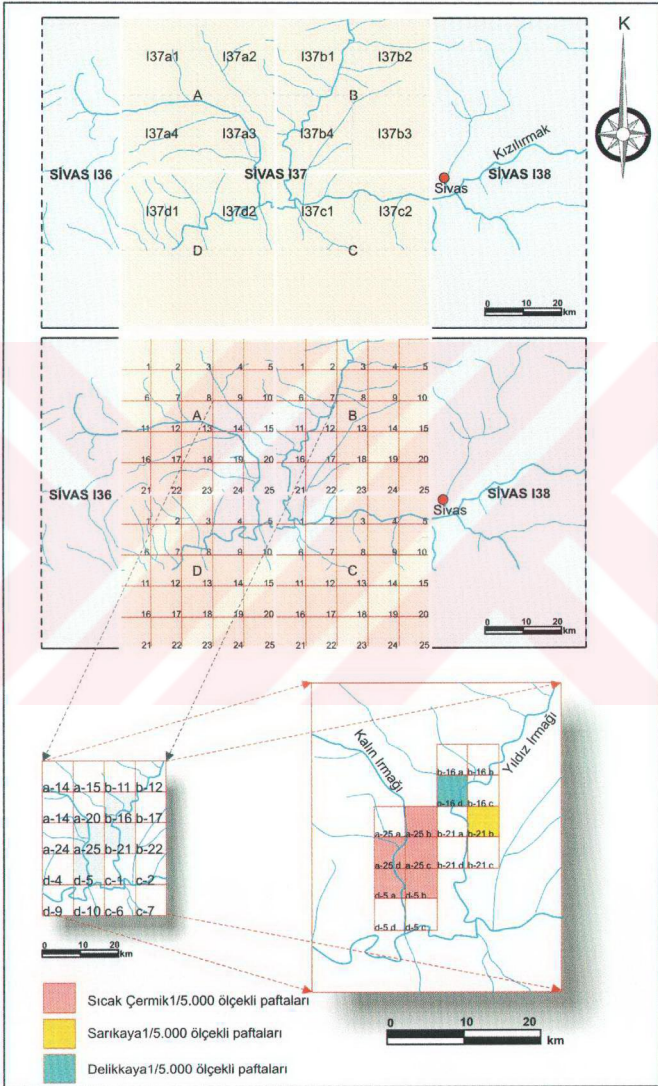 K
I37a1 I37a2 I37b1 I37b2
A B
I37a4 I37a3 I37b4 I37b3
Kızılırmak
SİVAS I36 SİVAS I37 SİVAS I38
Sivas
I37d1 I37d2 I37c1 I37c2
D C
0 10 20
km
1 2 3 4 5 1 2 3 4 5
6 7 8 9 10 6 7 8 9 10
A B
11 12 13 14 15 11 12 13 14 15
16 17 18 19 20 16 17 18 19 20
SİVAS I36 SİVAS I38
21 22 23 24 25 21 22 23 24 25
Sivas
1 2 3 4 5 1 2 3 4 5
6 7 8 9 10 6 7 8 9 10
D C
11 12 13 14 15 11 12 13 14 15
16 17 18 19 20 16 17 18 19 20
0 10 20
km
21 22 23 24 25 21 22 23 24 25
a-14 a-15 b-11 b-12
a-14 a-20 b-16 b-17
a-24 a-25 b-21 b-22
d-4 d-5 c-1 c-2
d-9 d-10 c-6 c-7
0 10 20
km
Kalın Irmağı
Yıldız Irmağı
b-16 a b-16 b
b-16 d b-16 c
a-25 a a-25 b b-21 a b-21 b
a-25 d a-25 c b-21 d b-21 c
d-5 a d-5 b
d-5 d d-5 c
Sıcak Çermik1/5.000 ölçekli paftaları
Sarıkaya1/5.000 ölçekli paftaları
Delikkaya1/5.000 ölçekli paftaları
0 10 20
km